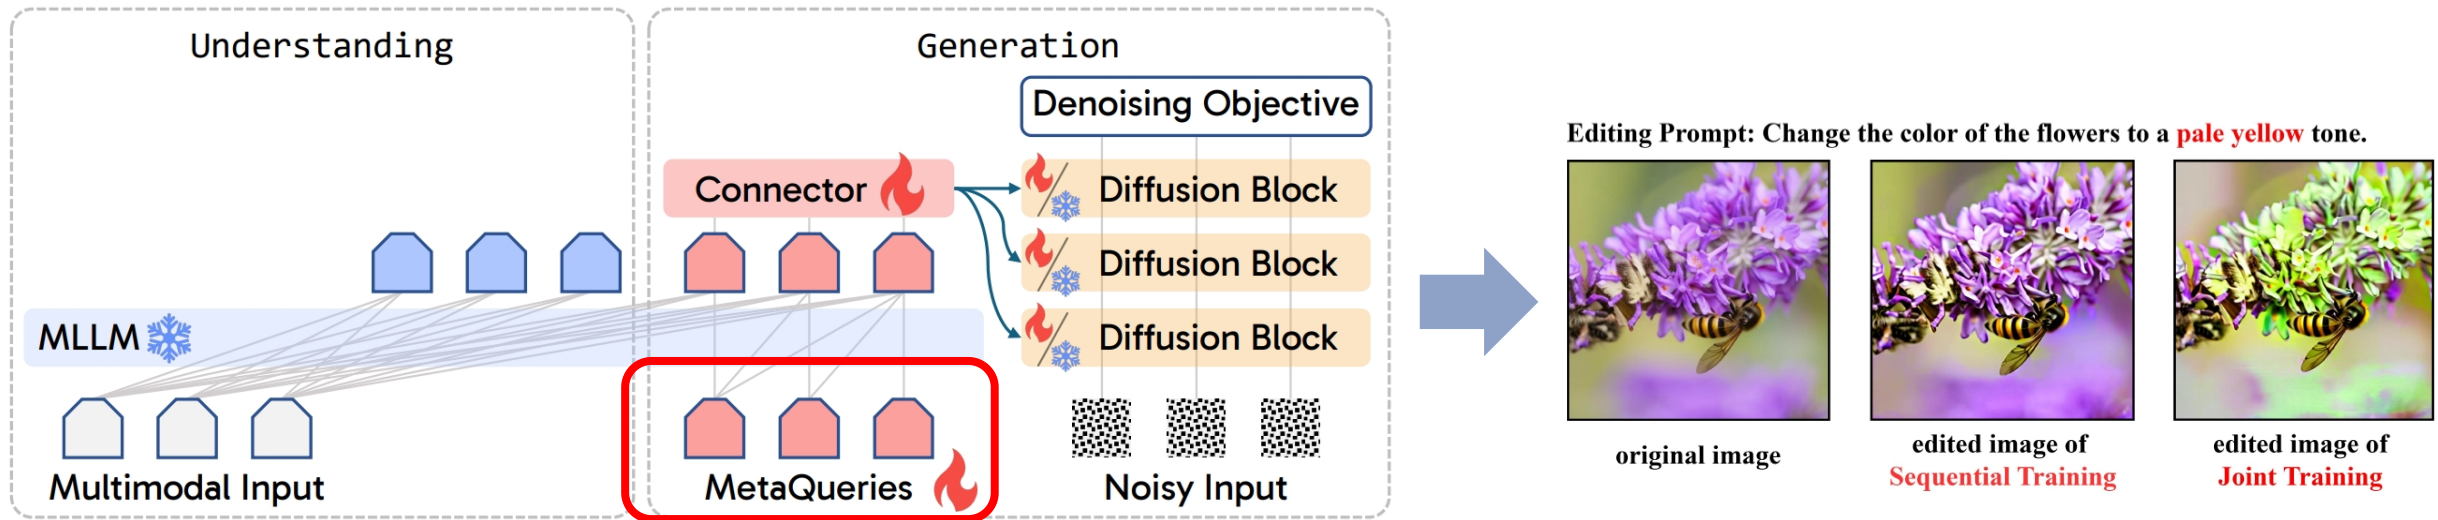 Understanding
Generation
Denoising Objective
Connector
Diffusion Block
Diffusion Block
MLLM
Diffusion Block
Multimodal Input
MetaQueries
Noisy Input
Editing Prompt: Change the color of the flowers to a pale yellow tone.
original image
edited image of
Sequential Training
edited image of
Joint Training